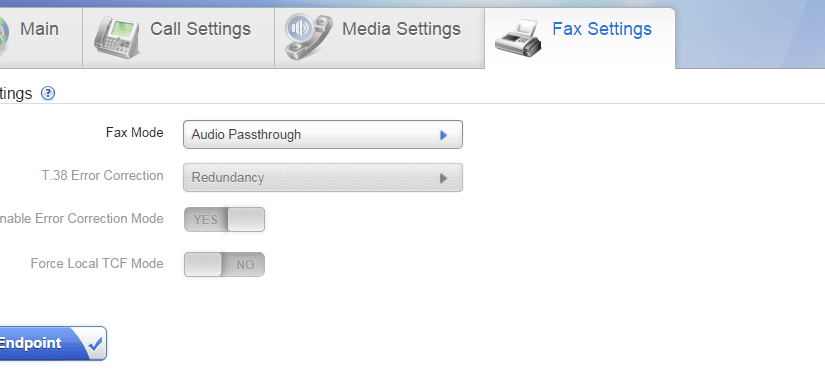 Main
Call Settings
Media Settings
Fax Settings
ttings ?
Fax Mode
Audio Passthrough
T.38 Error Correction
Redundancy
nable Error Correction Mode
YES
Force Local TCF Mode
NO
Endpoint